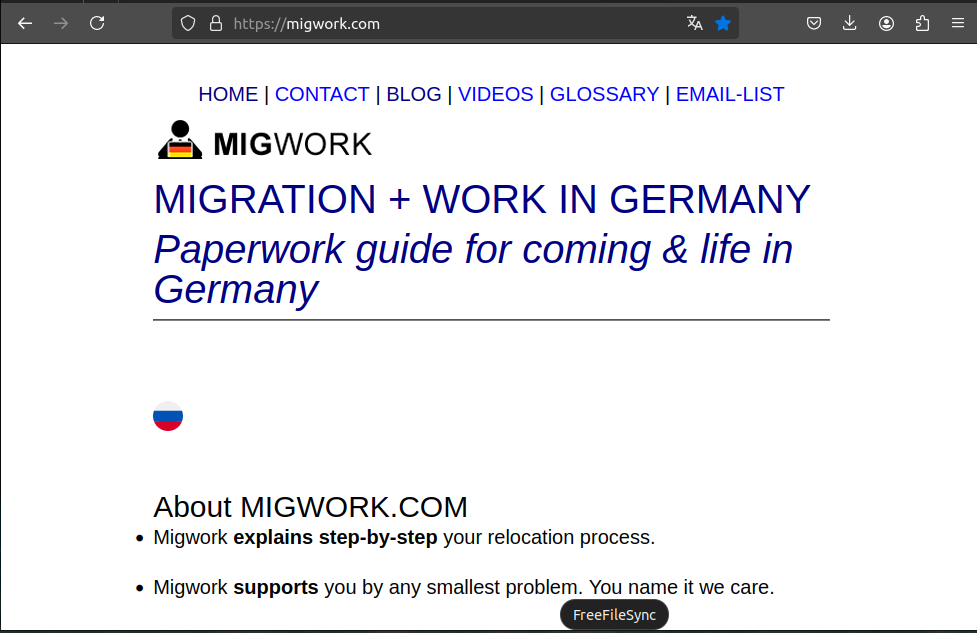 https://migwork.com
HOME | CONTACT | BLOG | VIDEOS | GLOSSARY | EMAIL-LIST
MIGWORK
MIGRATION + WORK IN GERMANY
Paperwork guide for coming & life in
Germany
About MIGWORK.COM
• Migwork explains step-by-step your relocation process.
• Migwork supports you by any smallest problem. You name it we care.
FreeFileSync